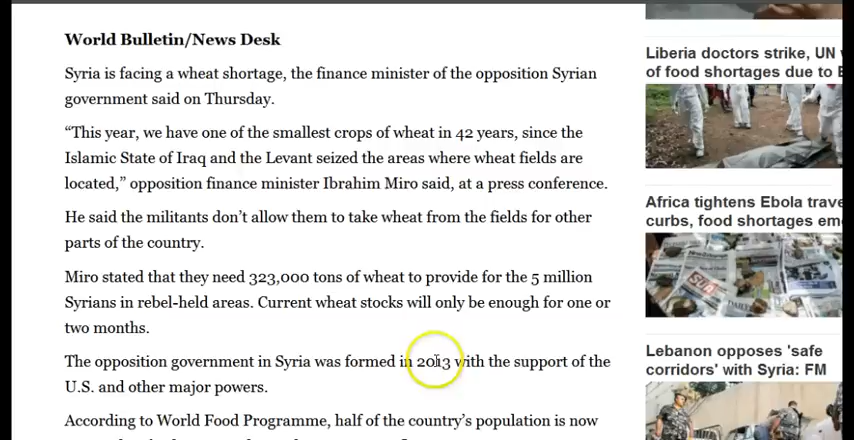 World Bulletin/News Desk
Syria is facing a wheat shortage, the finance minister of the opposition Syrian
government said on Thursday.
“This year, we have one of the smallest crops of wheat in 42 years, since the
Islamic State of Iraq and the Levant seized the areas where wheat fields are
located,” opposition finance minister Ibrahim Miro said, at a press conference.
He said the militants don’t allow them to take wheat from the fields for other
parts of the country.
Miro stated that they need 323,000 tons of wheat to provide for the 5 million
Syrians in rebel-held areas. Current wheat stocks will only be enough for one or
two months.
The opposition government in Syria was formed in 2013 with the support of the
U.S. and other major powers.
According to World Food Programme, half of the country’s population is now
Liberia doctors strike, UN
of food shortages due to
Africa tightens Ebola
curbs, food shortages
Lebanon opposes 'safe
corridors' with Syria: FM